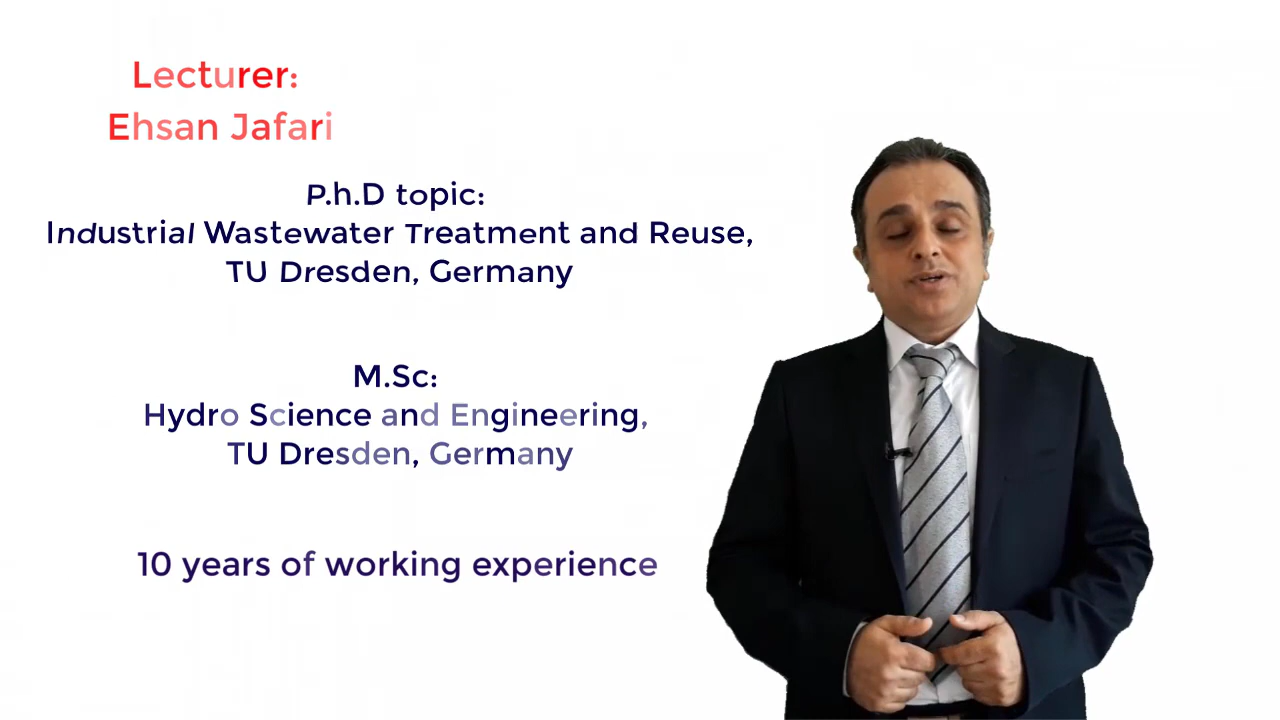 Lecturer:
Ehsan Jafari
P.h.D topic:
Industrial Wastewater Treatment and Reuse,
TU Dresden, Germany
M.Sc:
Hydro Science and Engineering,
TU Dresden, Germany
10 years of working experience